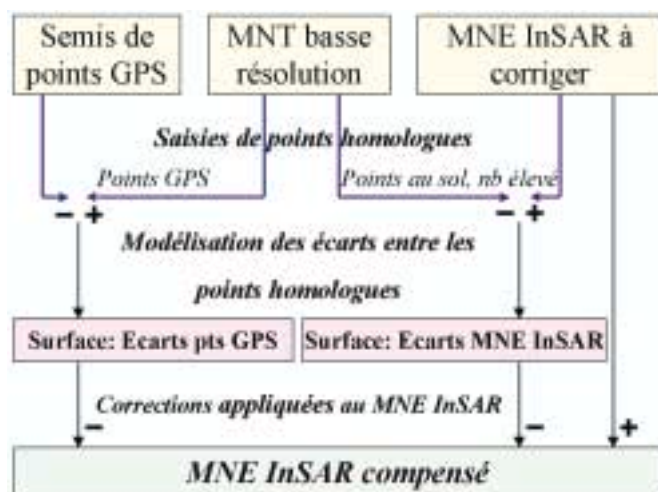 Semis de
points GPS
MNT basse
résolution
MNE InSAR à
corriger
Saisies de points homologues
Points GPS
Points au sol, nb élevé
- +
- +
Modélisation des écarts entre les
points homologues
Surface: Ecarts pts GPS
Surface: Ecarts MNE InSAR
Corrections appliquées au MNE InSAR
-
-
+
MNE InSAR compensé